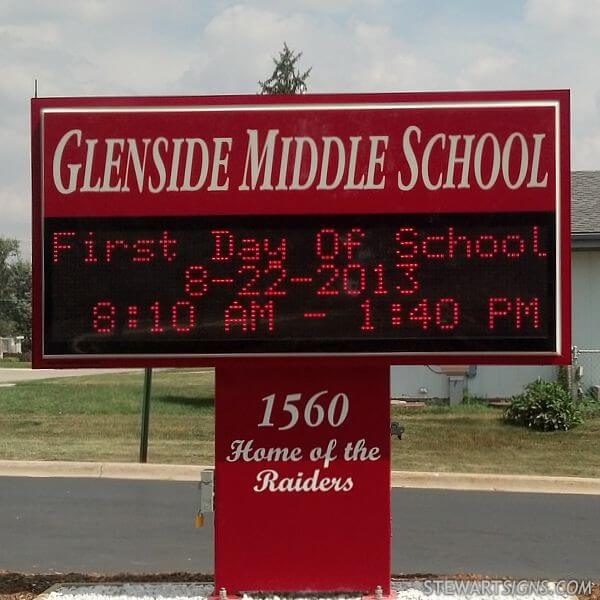 GLENSIDE MIDDLE SCHOOL
First Day Of School
8-22-2013
8:10 AM - 1:40 PM
1560
Home of the
Raiders
STEWARTSIGNS.COM